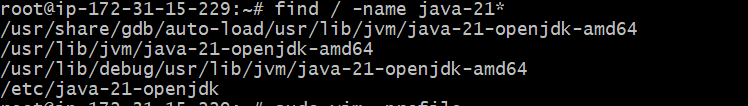 root@ip-172-31-15-229:~# find / -name java-21*
/usr/share/gdb/auto-load/usr/lib/jvm/java-21-openjdk-amd64
/usr/lib/jvm/java-21-openjdk-amd64
/usr/lib/debug/usr/lib/jvm/java-21-openjdk-amd64
/etc/java-21-openjdk
root@ip-172-31-15-229:~# sudo vim